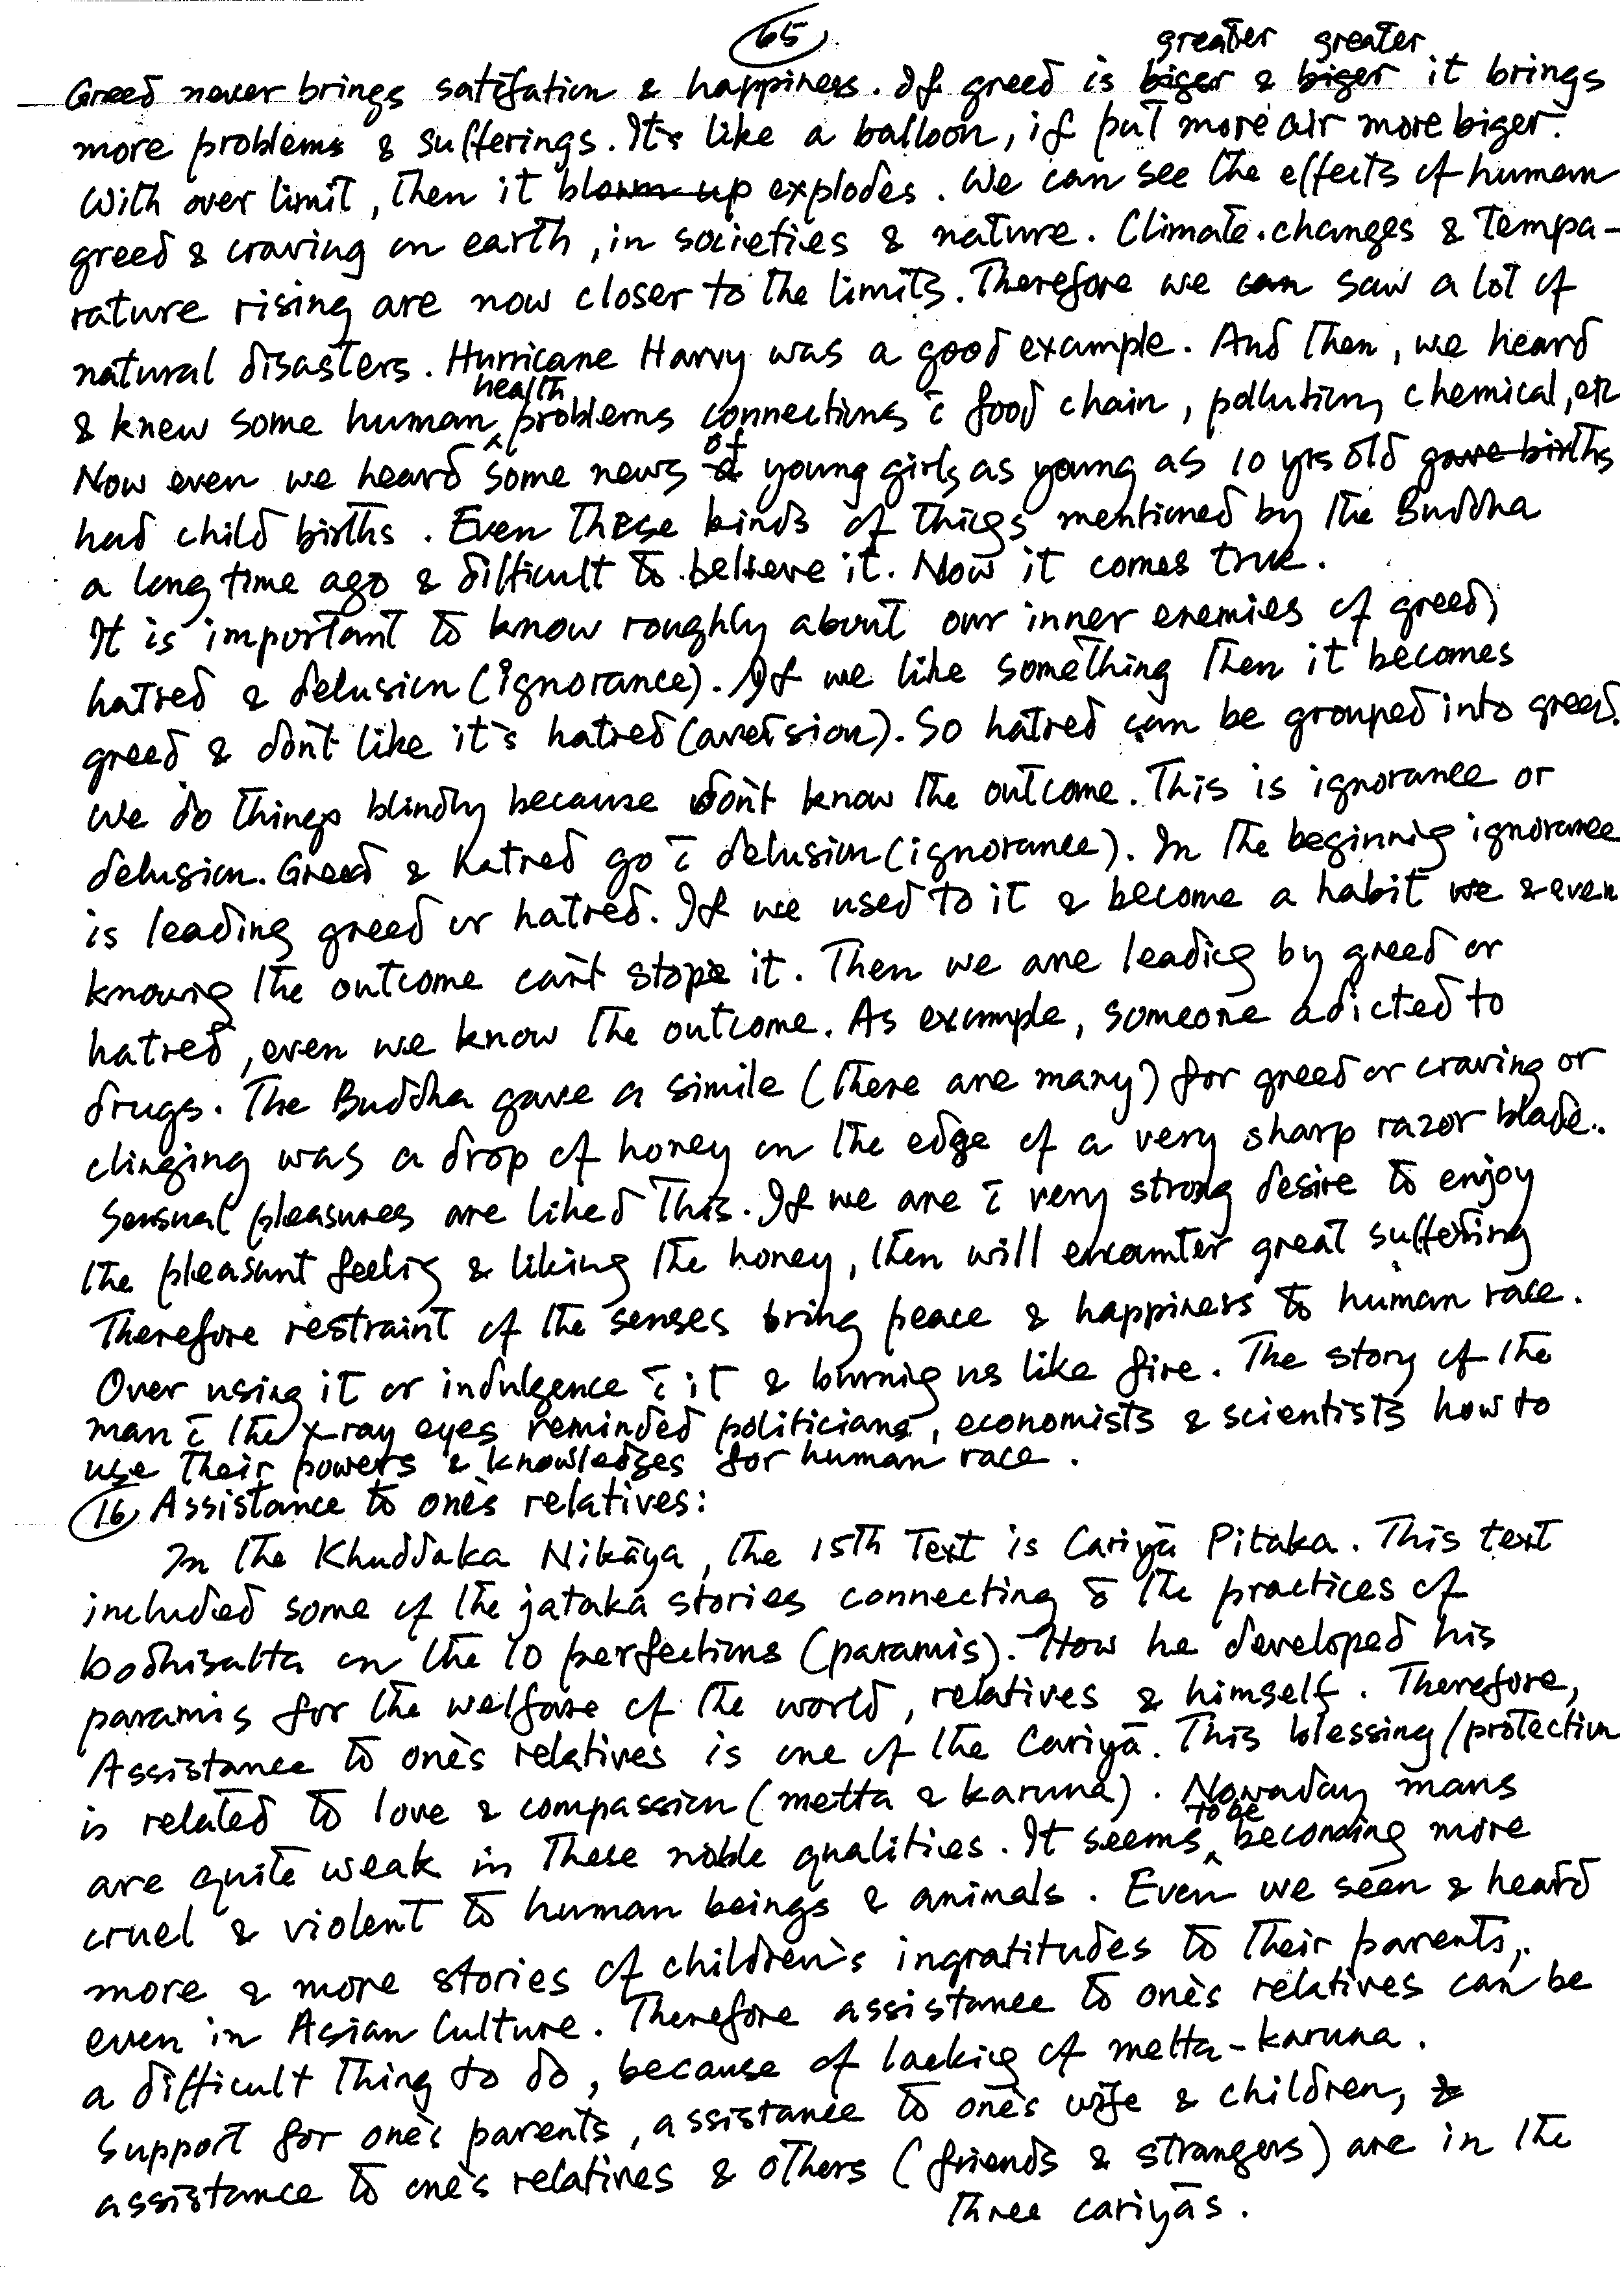 65
greater greater
Greed never brings satifation & happiness. If greed is biger & biger it brings
more problems & sufferings. It's like a balloon, if put more air more biger.
With over limit, then it blown up explodes. We can see the effects of human
greed & craving on earth, in societies & nature. Climate changes & tempa-
rature rising are now closer to the limits. Therefore we can saw a lot of
natural disasters. Hurricane Harvy was a good example. And then, we heard
health
& knew some human problems connections c̄ food chain, pollution, chemical, etc
Now even we heard some news of young girls as young as 10 yrs old gave births
had child births. Even these kinds of things mentioned by the Buddha
a long time ago & difficult to believe it. Now it comes true.
It is important to know roughly about our inner enemies of greed,
hatred & delusion (ignorance). If we like something then it becomes
greed & don't like it's hatred (aversion). So hatred can be grouped into greed.
We do things blindly because don't know the outcome. This is ignorance or
delusion. Greed & hatred go c̄ delusion (ignorance). In the beginnig ignorance
is leading greed or hatred. If we used to it & become a habit we & even
knowig the outcome can't stop it. Then we are leadig by greed or
hatred, even we know the outcome. As example, someone adicted to
drugs. The Buddha gave a simile (there are many) for greed or craving or
clinging was a drop of honey on the edge of a very sharp razor blade.
Sensual pleasures are liked this. If we are c̄ very strong desire to enjoy
the pleasant feelig & liking the honey, then will encounter great suffering
Therefore restraint of the senses bring peace & happiness to human race.
Over using it or indulgence c̄ it & burnig us like fire. The story of the
man c̄ the x-ray eyes reminded politicians, economists & scientists how to
use their powers & knowledges for human race.
16 Assistance to one's relatives:
In the Khuddaka Nikāya, the 15th Text is Cariyā Pitaka. This text
included some of the jataka stories connecting to the practices of
bodhisatta on the 10 perfections (paramis). How he developed his
paramis for the welfare of the world, relatives & himself. Therefore,
Assistance to one's relatives is one of the Cariyā. This blessing/protection
is related to love & compassion (metta & karuna). Nowaday mans
to be
are quite weak in these noble qualities. It seems becoming more
cruel & violent to human beings & animals. Even we seen & heard
more & more stories of children's ingratitudes to their parents,
even in Asian Culture. Therefore assistance to one's relatives can be
a difficult thing to do, because of lackig of metta-karuna.
Support for one's parents, assistance to one's wife & children, &
assistance to one's relatives & others (friends & strangers) are in the
three cariyās.